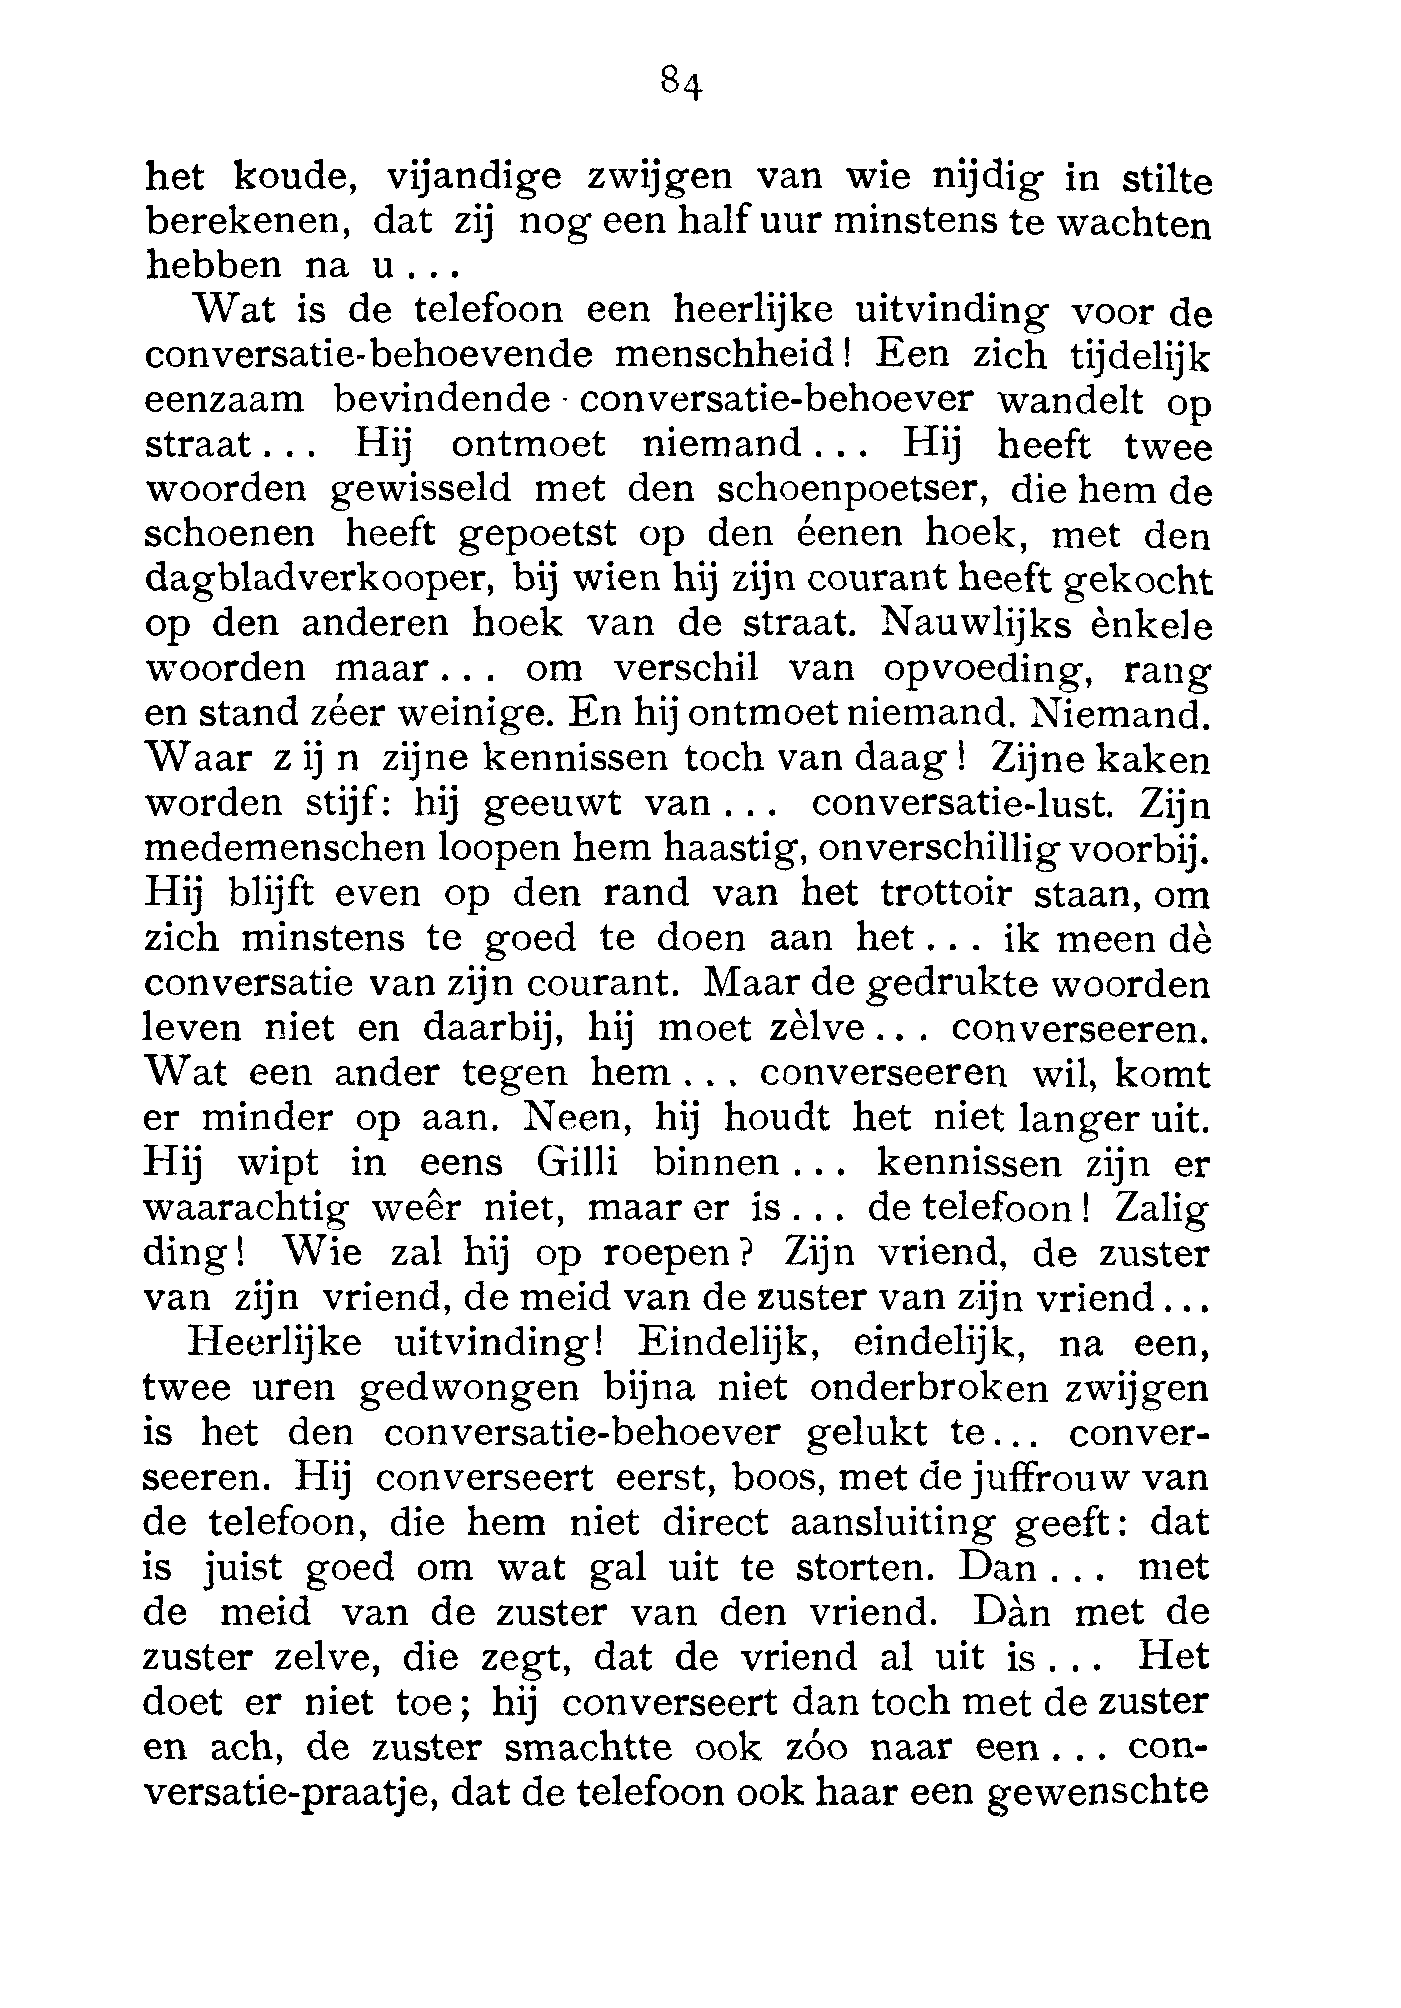 84
het koude, vijandige zwijgen van wie nijdig in stilte
berekenen, dat zij nog een half uur minstens te wachten
hebben na u . . .
Wat is de telefoon een heerlijke uitvinding voor de
conversatie-behoevende menschheid! Een zich tijdelijk
eenzaam bevindende conversatie-behoever wandelt op
straat . . . Hij ontmoet niemand . . . Hij heeft twee
woorden gewisseld met den schoenpoetser, die hem de
schoenen heeft gepoetst op den éenen hoek, met den
dagbladverkooper, bij wien hij zijn courant heeft gekocht
op den anderen hoek van de straat. Nauwlijks ènkele
woorden maar . . . om verschil van opvoeding, rang
en stand zéer weinige. En hij ontmoet niemand. Niemand.
Waar z ij n zijne kennissen toch van daag! Zijne kaken
worden stijf: hij geeuwt van . . . conversatie-lust. Zijn
medemenschen loopen hem haastig, onverschillig voorbij.
Hij blijft even op den rand van het trottoir staan, om
zich minstens te goed te doen aan het . . . ik meen dè
conversatie van zijn courant. Maar de gedrukte woorden
leven niet en daarbij, hij moet zèlve . . . converseeren.
Wat een ander tegen hem . . . converseeren wil, komt
er minder op aan. Neen, hij houdt het niet langer uit.
Hij wipt in eens Gilli binnen . . . kennissen zijn er
waarachtig weêr niet, maar er is . . . de telefoon! Zalig
ding! Wie zal hij op roepen? Zijn vriend, de zuster
van zijn vriend, de meid van de zuster van zijn vriend . . .
Heerlijke uitvinding! Eindelijk, eindelijk, na een,
twee uren gedwongen bijna niet onderbroken zwijgen
is het den conversatie-behoever gelukt te . . . conver-
seeren. Hij converseert eerst, boos, met de juffrouw van
de telefoon, die hem niet direct aansluiting geeft: dat
is juist goed om wat gal uit te storten. Dan . . . met
de meid van de zuster van den vriend. Dàn met de
zuster zelve, die zegt, dat de vriend al uit is . . . Het
doet er niet toe; hij converseert dan toch met de zuster
en ach, de zuster smachtte ook zóo naar een . . . con-
versatie-praatje, dat de telefoon ook haar een gewenschte